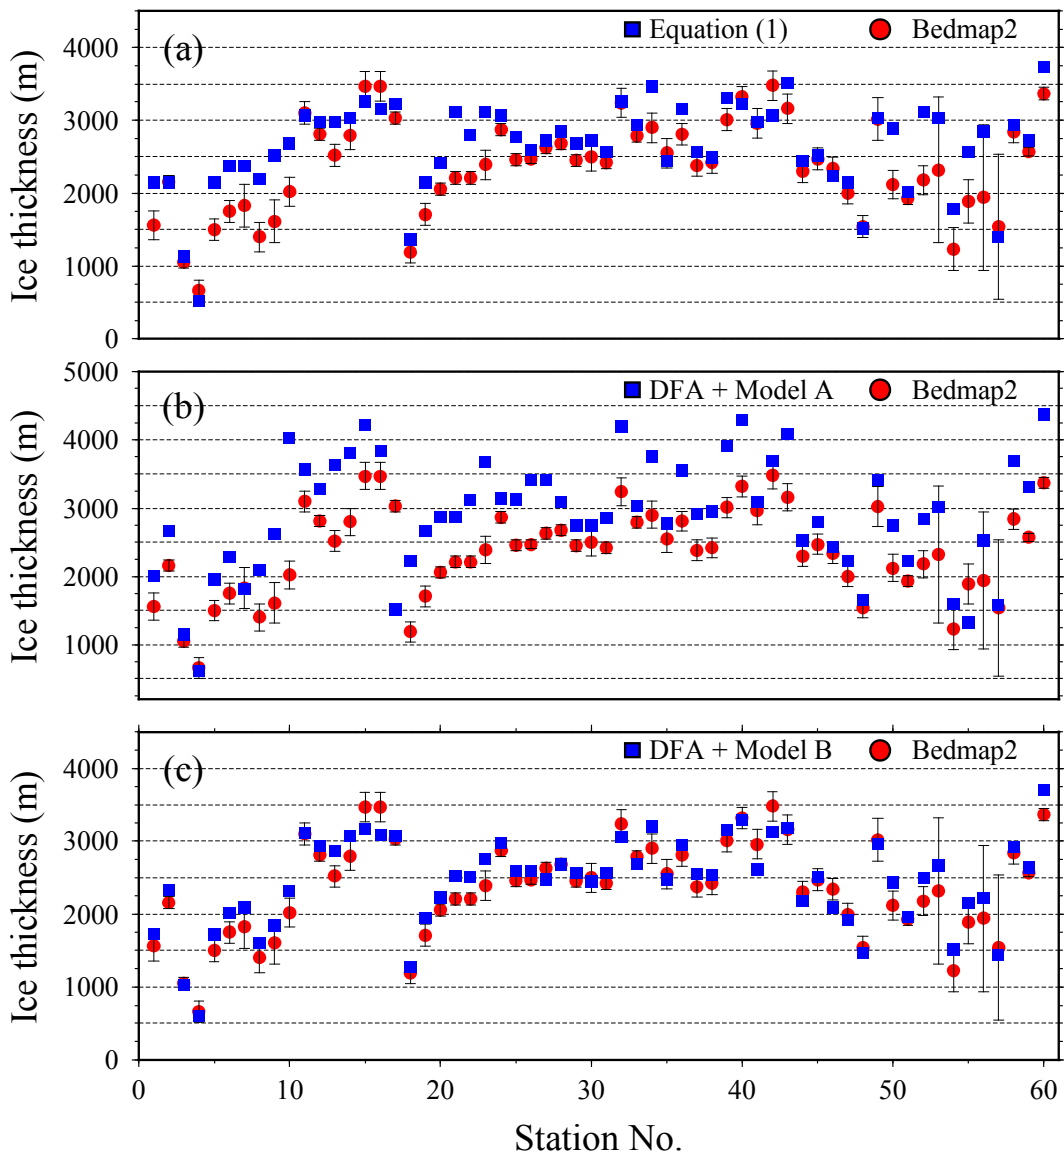 (a)
Equation (1) Bedmap2
Ice thickness (m)
4000
3000
2000
1000
0
(b)
DFA + Model A Bedmap2
Ice thickness (m)
5000
4000
3000
2000
1000
(c)
DFA + Model B Bedmap2
Ice thickness (m)
4000
3000
2000
1000
0
0 10 20 30 40 50 60
Station No.